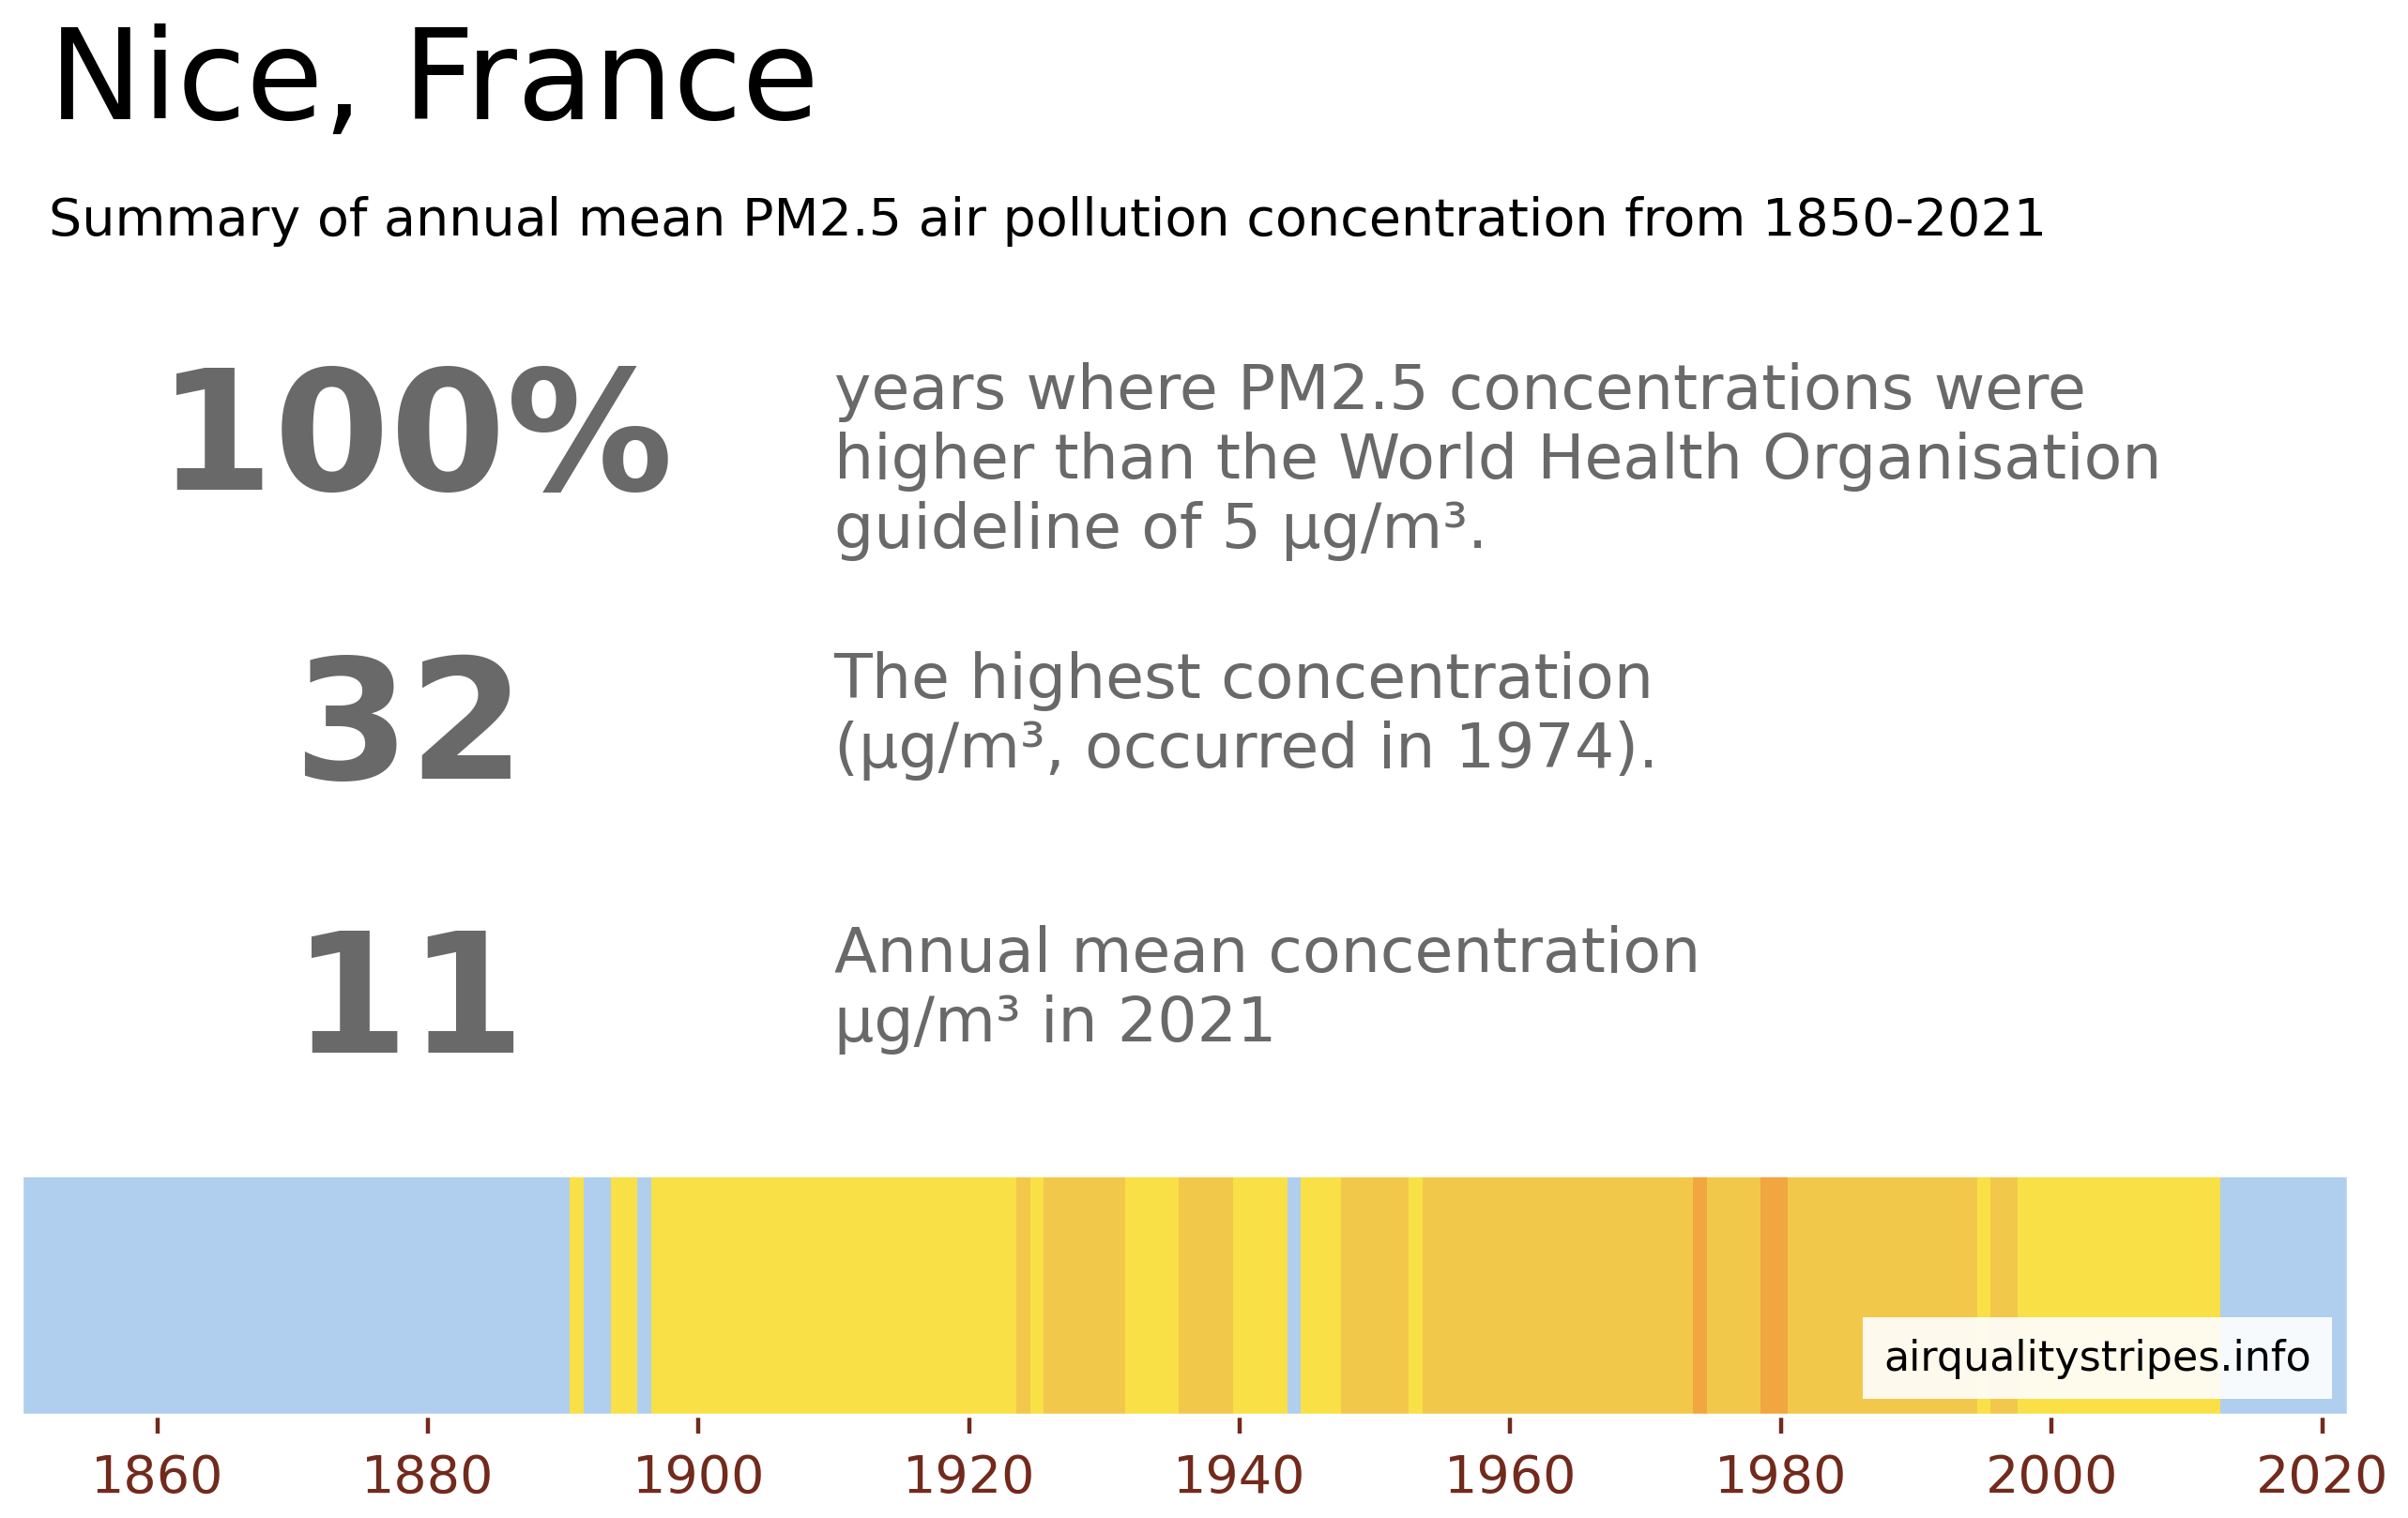 Nice, France
Summary of annual mean PM2.5 air pollution concentration from 1850-2021
100%
years where PM2.5 concentrations were
higher than the World Health Organisation
guideline of 5 µg/m³.
32
The highest concentration
(µg/m³, occurred in 1974).
11
Annual mean concentration
µg/m³ in 2021
airqualitystripes.info
1860 1880 1900 1920 1940 1960 1980 2000 2020